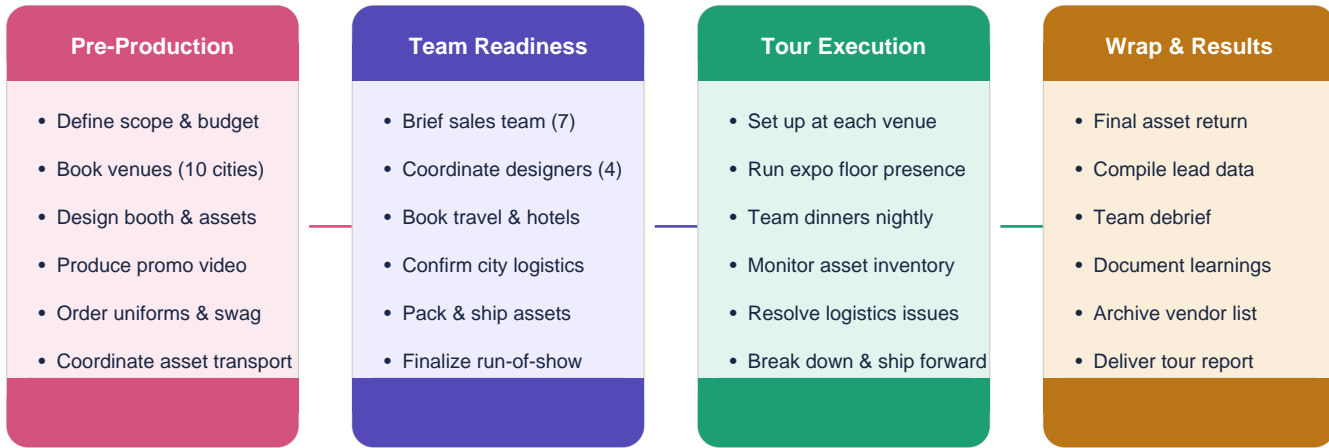 Pre-Production
• Define scope & budget
• Book venues (10 cities)
• Design booth & assets
• Produce promo video
• Order uniforms & swag
• Coordinate asset transport
Team Readiness
• Brief sales team (7)
• Coordinate designers (4)
• Book travel & hotels
• Confirm city logistics
• Pack & ship assets
• Finalize run-of-show
Tour Execution
• Set up at each venue
• Run expo floor presence
• Team dinners nightly
• Monitor asset inventory
• Resolve logistics issues
• Break down & ship forward
Wrap & Results
• Final asset return
• Compile lead data
• Team debrief
• Document learnings
• Archive vendor list
• Deliver tour report